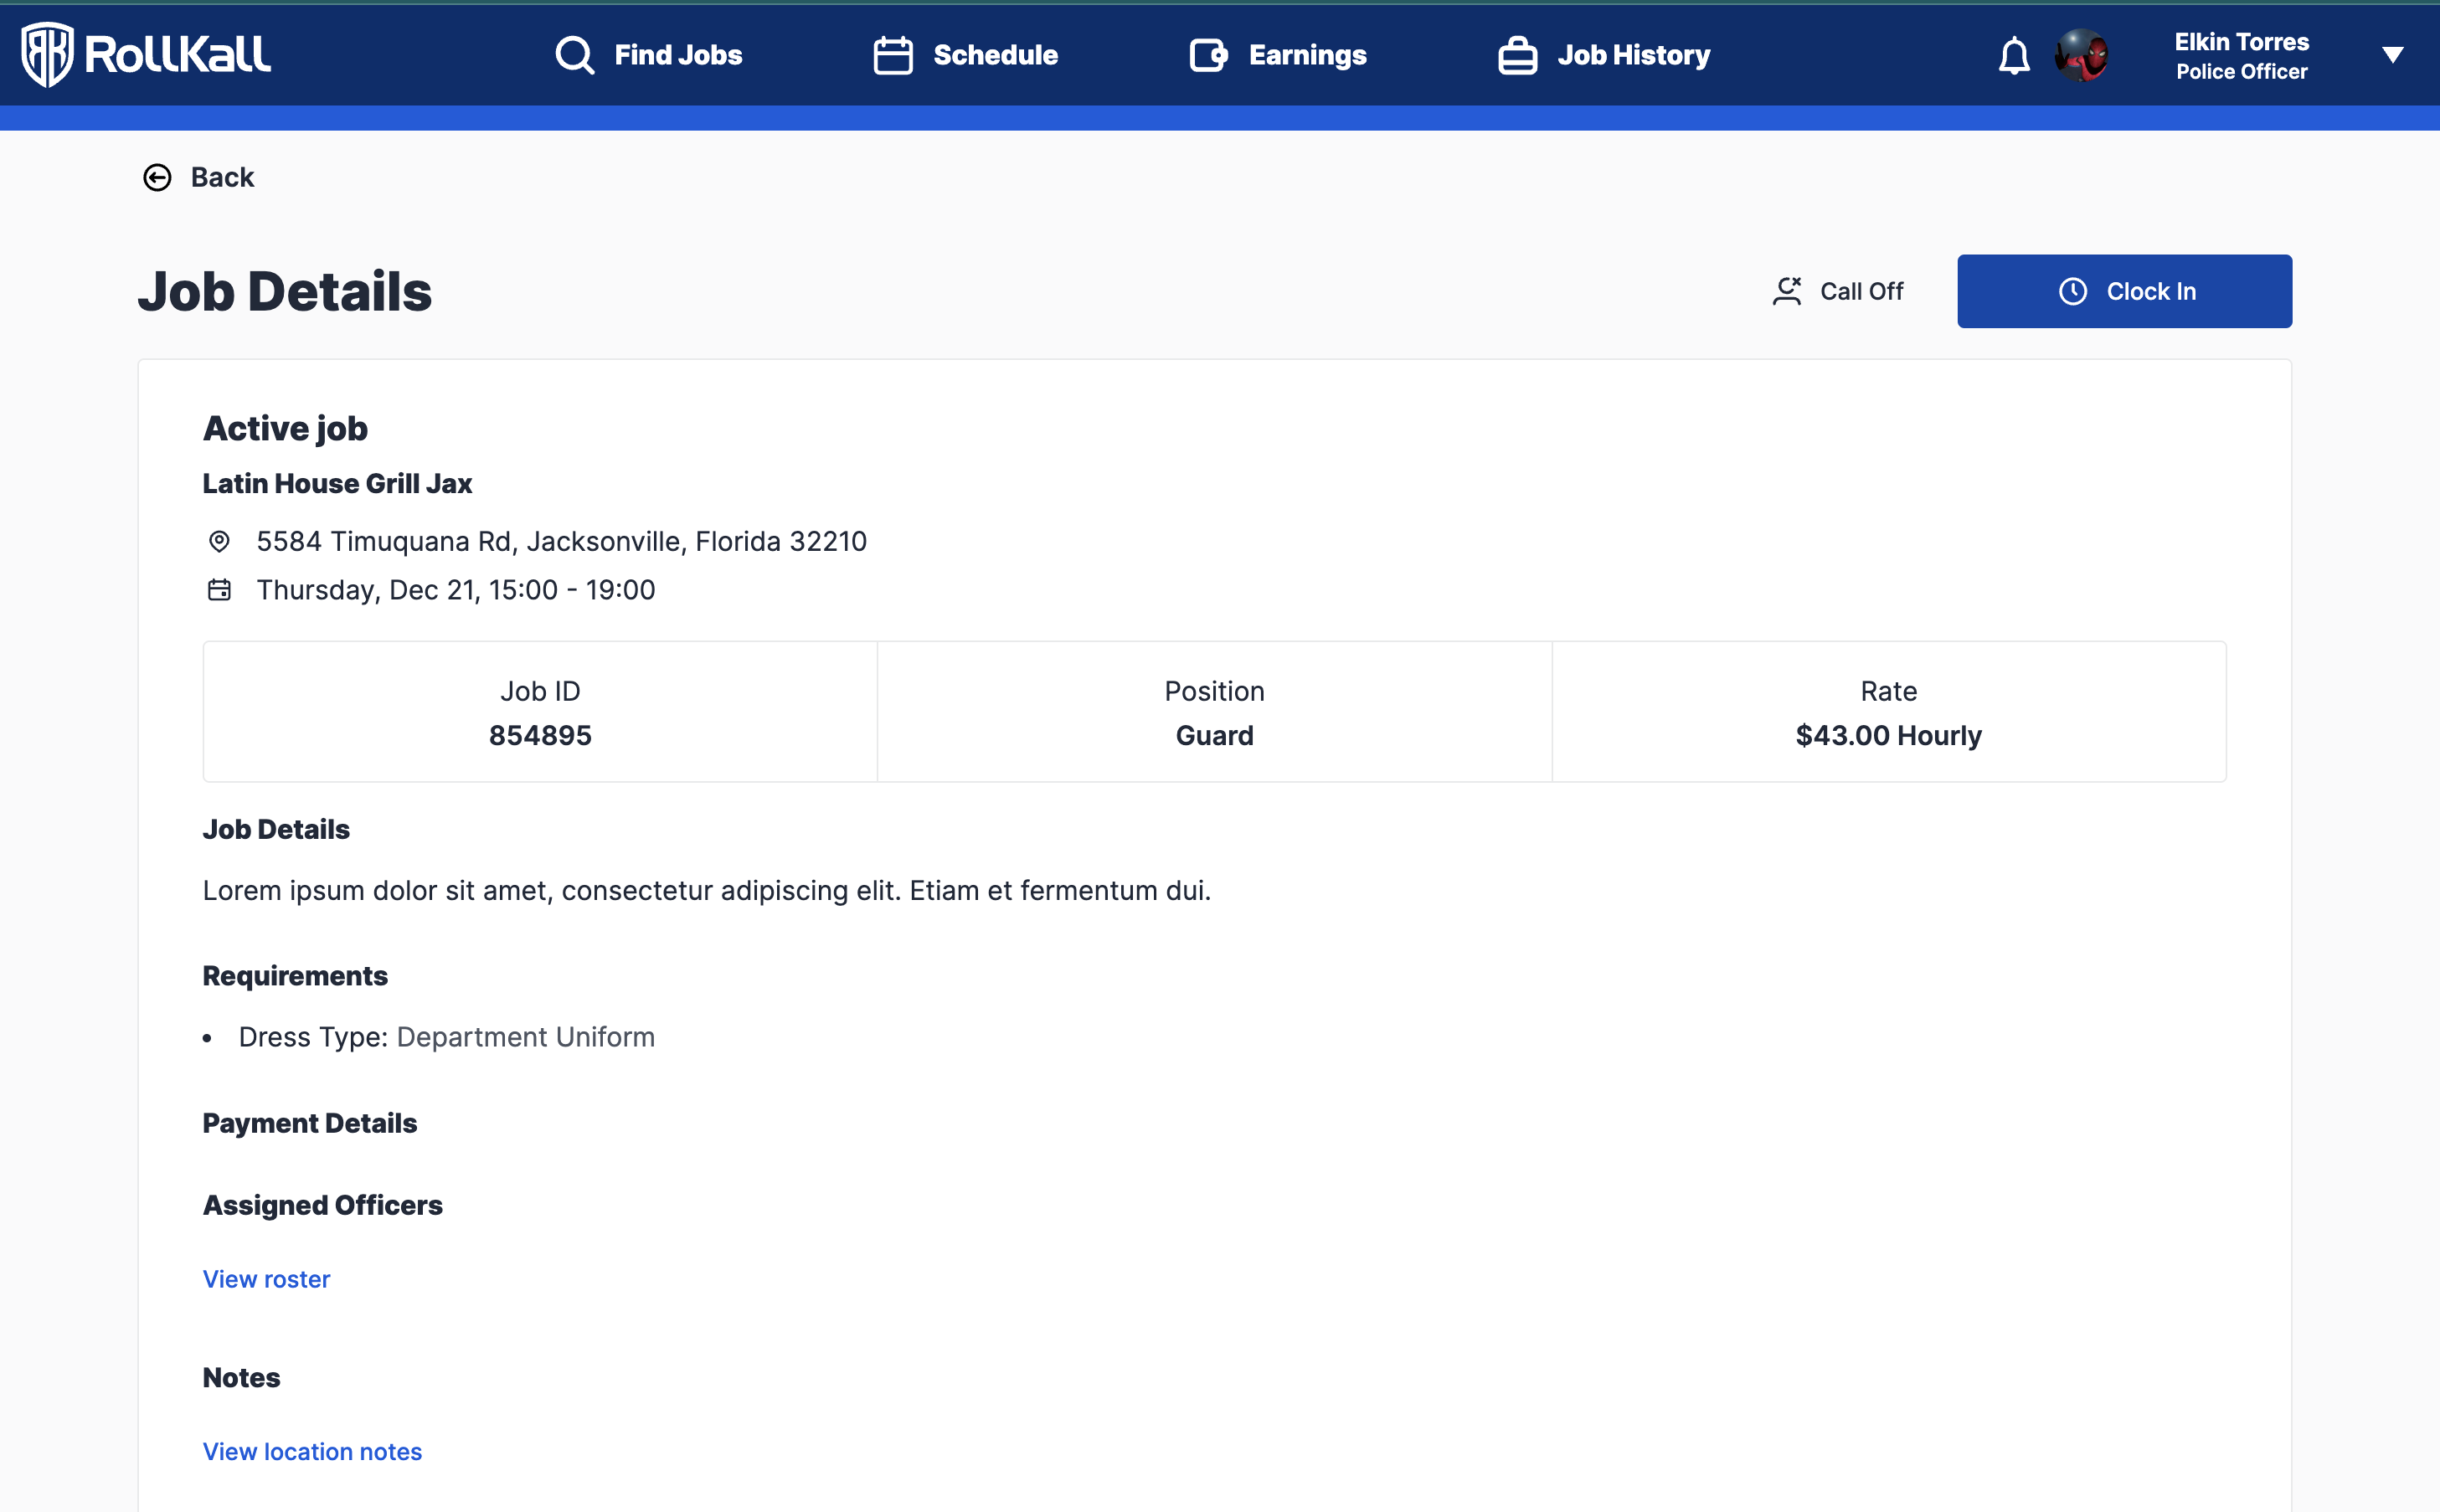 RollKall
Find Jobs
Schedule
Earnings
Job History
Elkin Torres
Police Officer
Back
Job Details
Call Off
Clock In
Active job
Latin House Grill Jax
5584 Timuquana Rd, Jacksonville, Florida 32210
Thursday, Dec 21, 15:00 - 19:00
Job ID
854895
Position
Guard
Rate
$43.00 Hourly
Job Details
Lorem ipsum dolor sit amet, consectetur adipiscing elit. Etiam et fermentum dui.
Requirements
• Dress Type: Department Uniform
Payment Details
Assigned Officers
View roster
Notes
View location notes